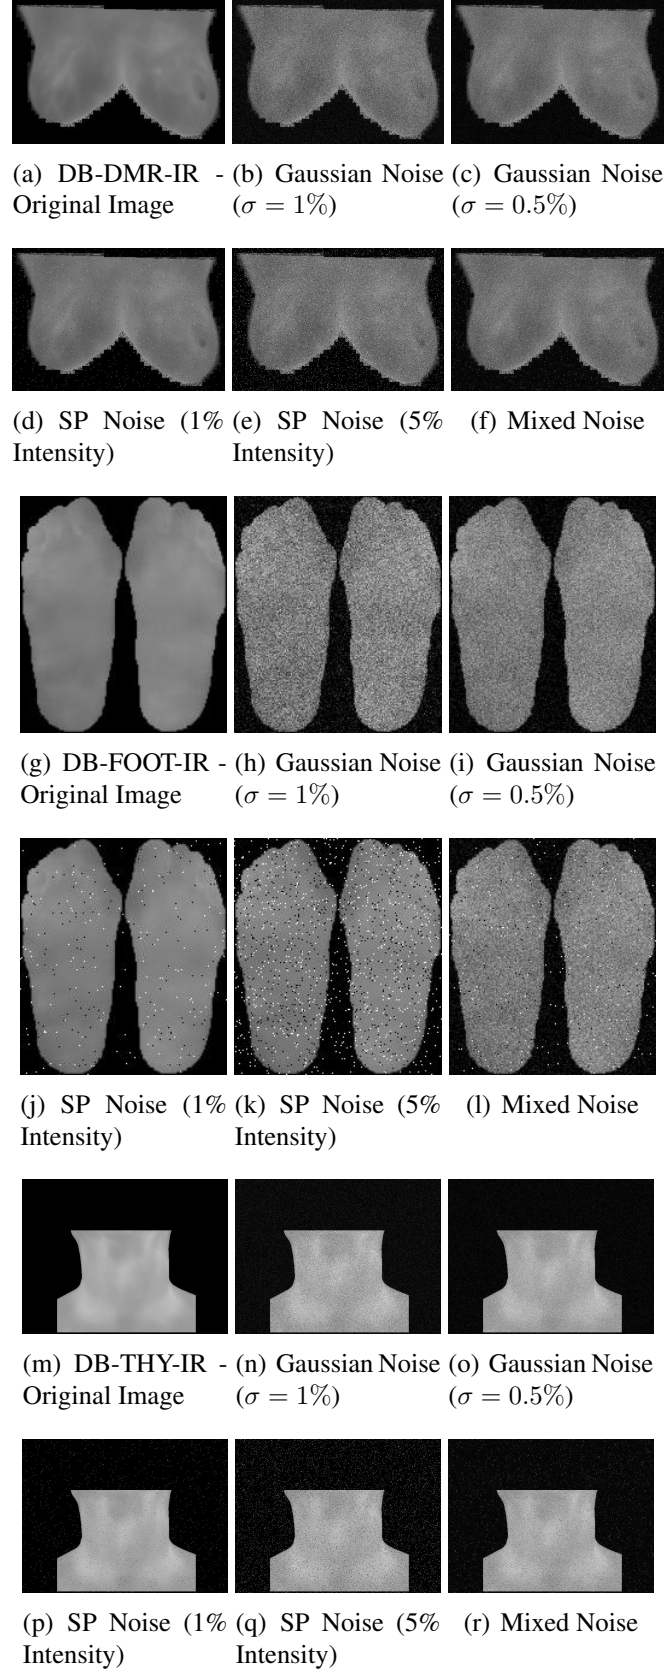 (a) DB-DMR-IR - Original Image
(b) Gaussian Noise (σ = 1%)
(c) Gaussian Noise (σ = 0.5%)
(d) SP Noise (1% Intensity)
(e) SP Noise (5% Intensity)
(f) Mixed Noise
(g) DB-FOOT-IR - Original Image
(h) Gaussian Noise (σ = 1%)
(i) Gaussian Noise (σ = 0.5%)
(j) SP Noise (1% Intensity)
(k) SP Noise (5% Intensity)
(l) Mixed Noise
(m) DB-THY-IR - Original Image
(n) Gaussian Noise (σ = 1%)
(o) Gaussian Noise (σ = 0.5%)
(p) SP Noise (1% Intensity)
(q) SP Noise (5% Intensity)
(r) Mixed Noise